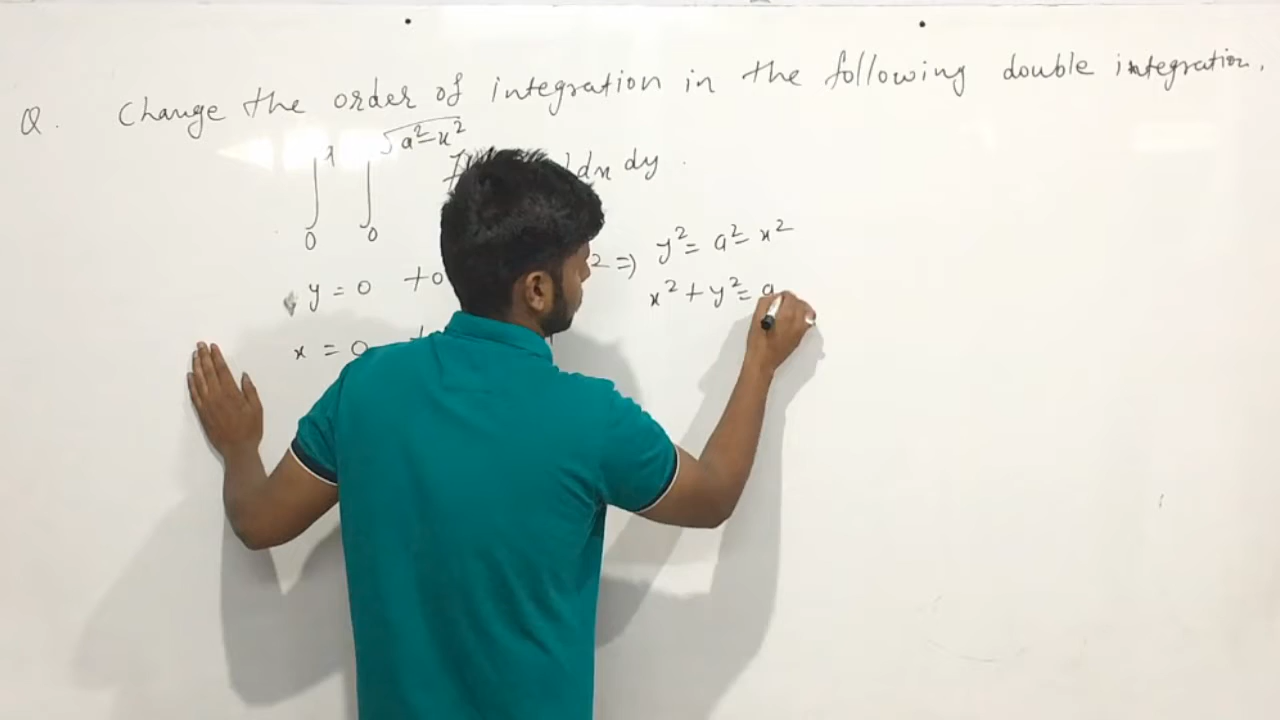 Q. Change the order of integration in the following double integration.
∫0 ∫0 √a²-x² dx dy.
y = 0 to 2 => y² = a² - x²
x = 0 x² + y² = a